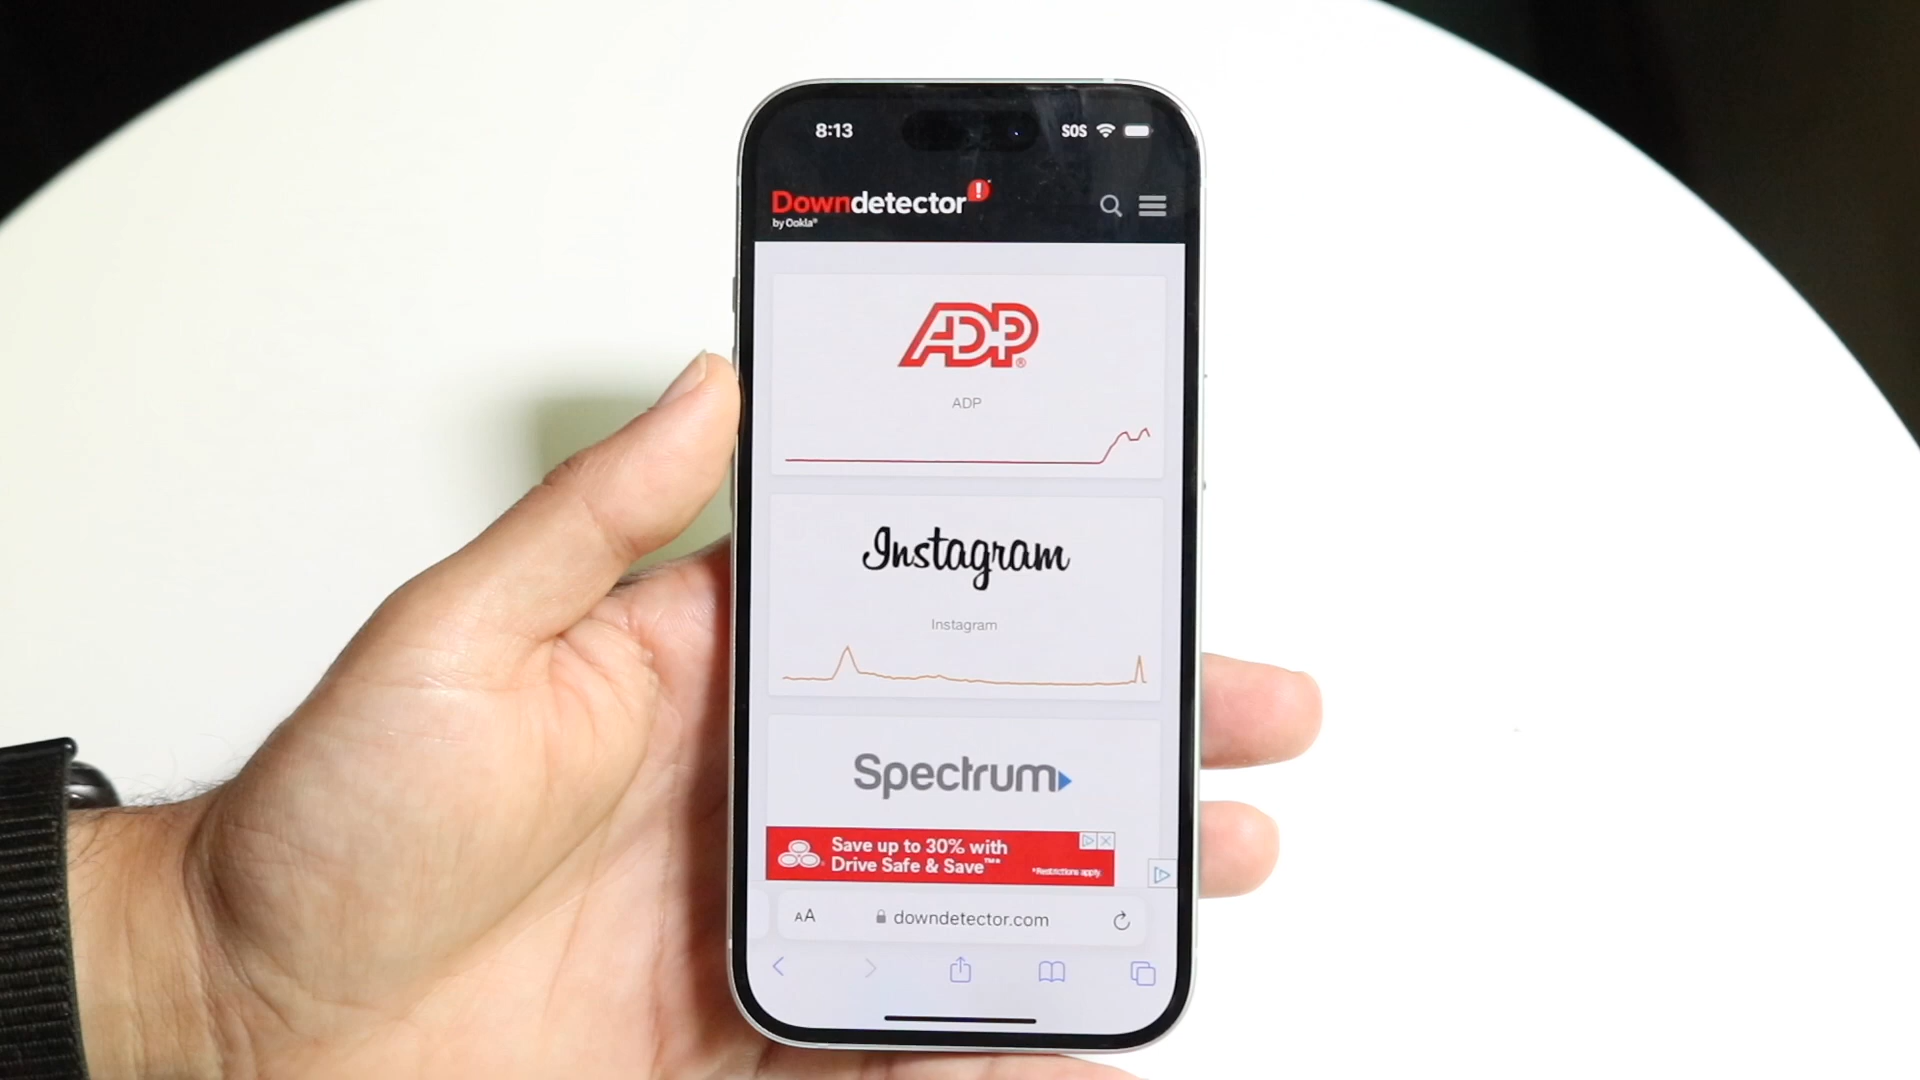 8:13
SOS
Downdetector!
by Ookla®
ADP®
ADP
Instagram
Instagram
Spectrum
Save up to 30% with
Drive Safe & Save™*
*Restrictions apply.
AA
downdetector.com